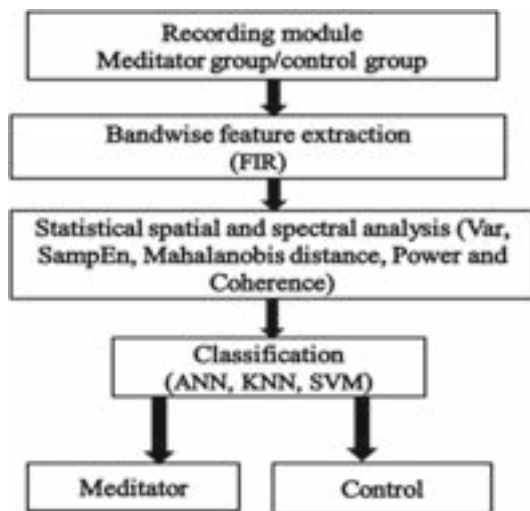 Recording module
Meditator group/control group
Bandwise feature extraction
(FIR)
Statistical spatial and spectral analysis (Var,
SampEn, Mahalanobis distance, Power and
Coherence)
Classification
(ANN, KNN, SVM)
Meditator
Control